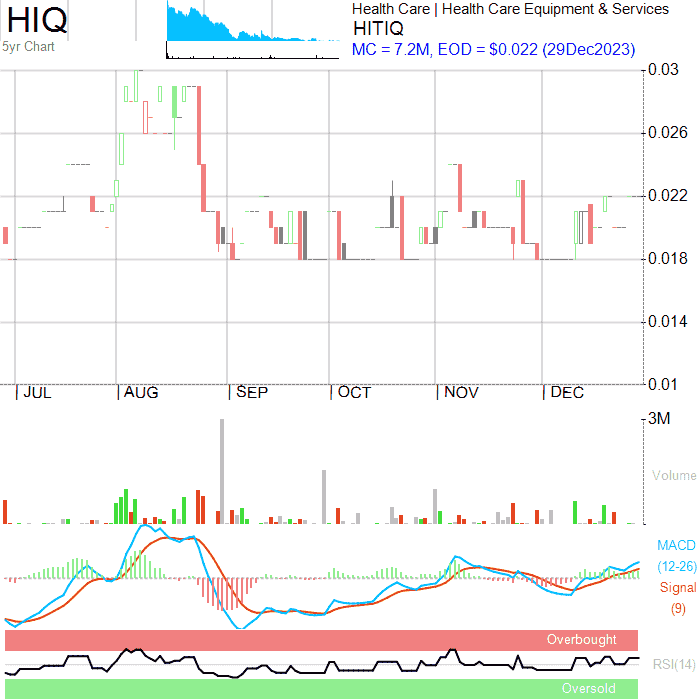 HIQ
5yr Chart
Health Care | Health Care Equipment & Services
HITIQ
MC = 7.2M, EOD = $0.022 (29Dec2023)
0.03
0.026
0.022
0.018
0.014
0.01
JUL AUG SEP OCT NOV DEC
3M
Volume
MACD
(12-26)
Signal
(9)
Overbought
RSI(14)
Oversold